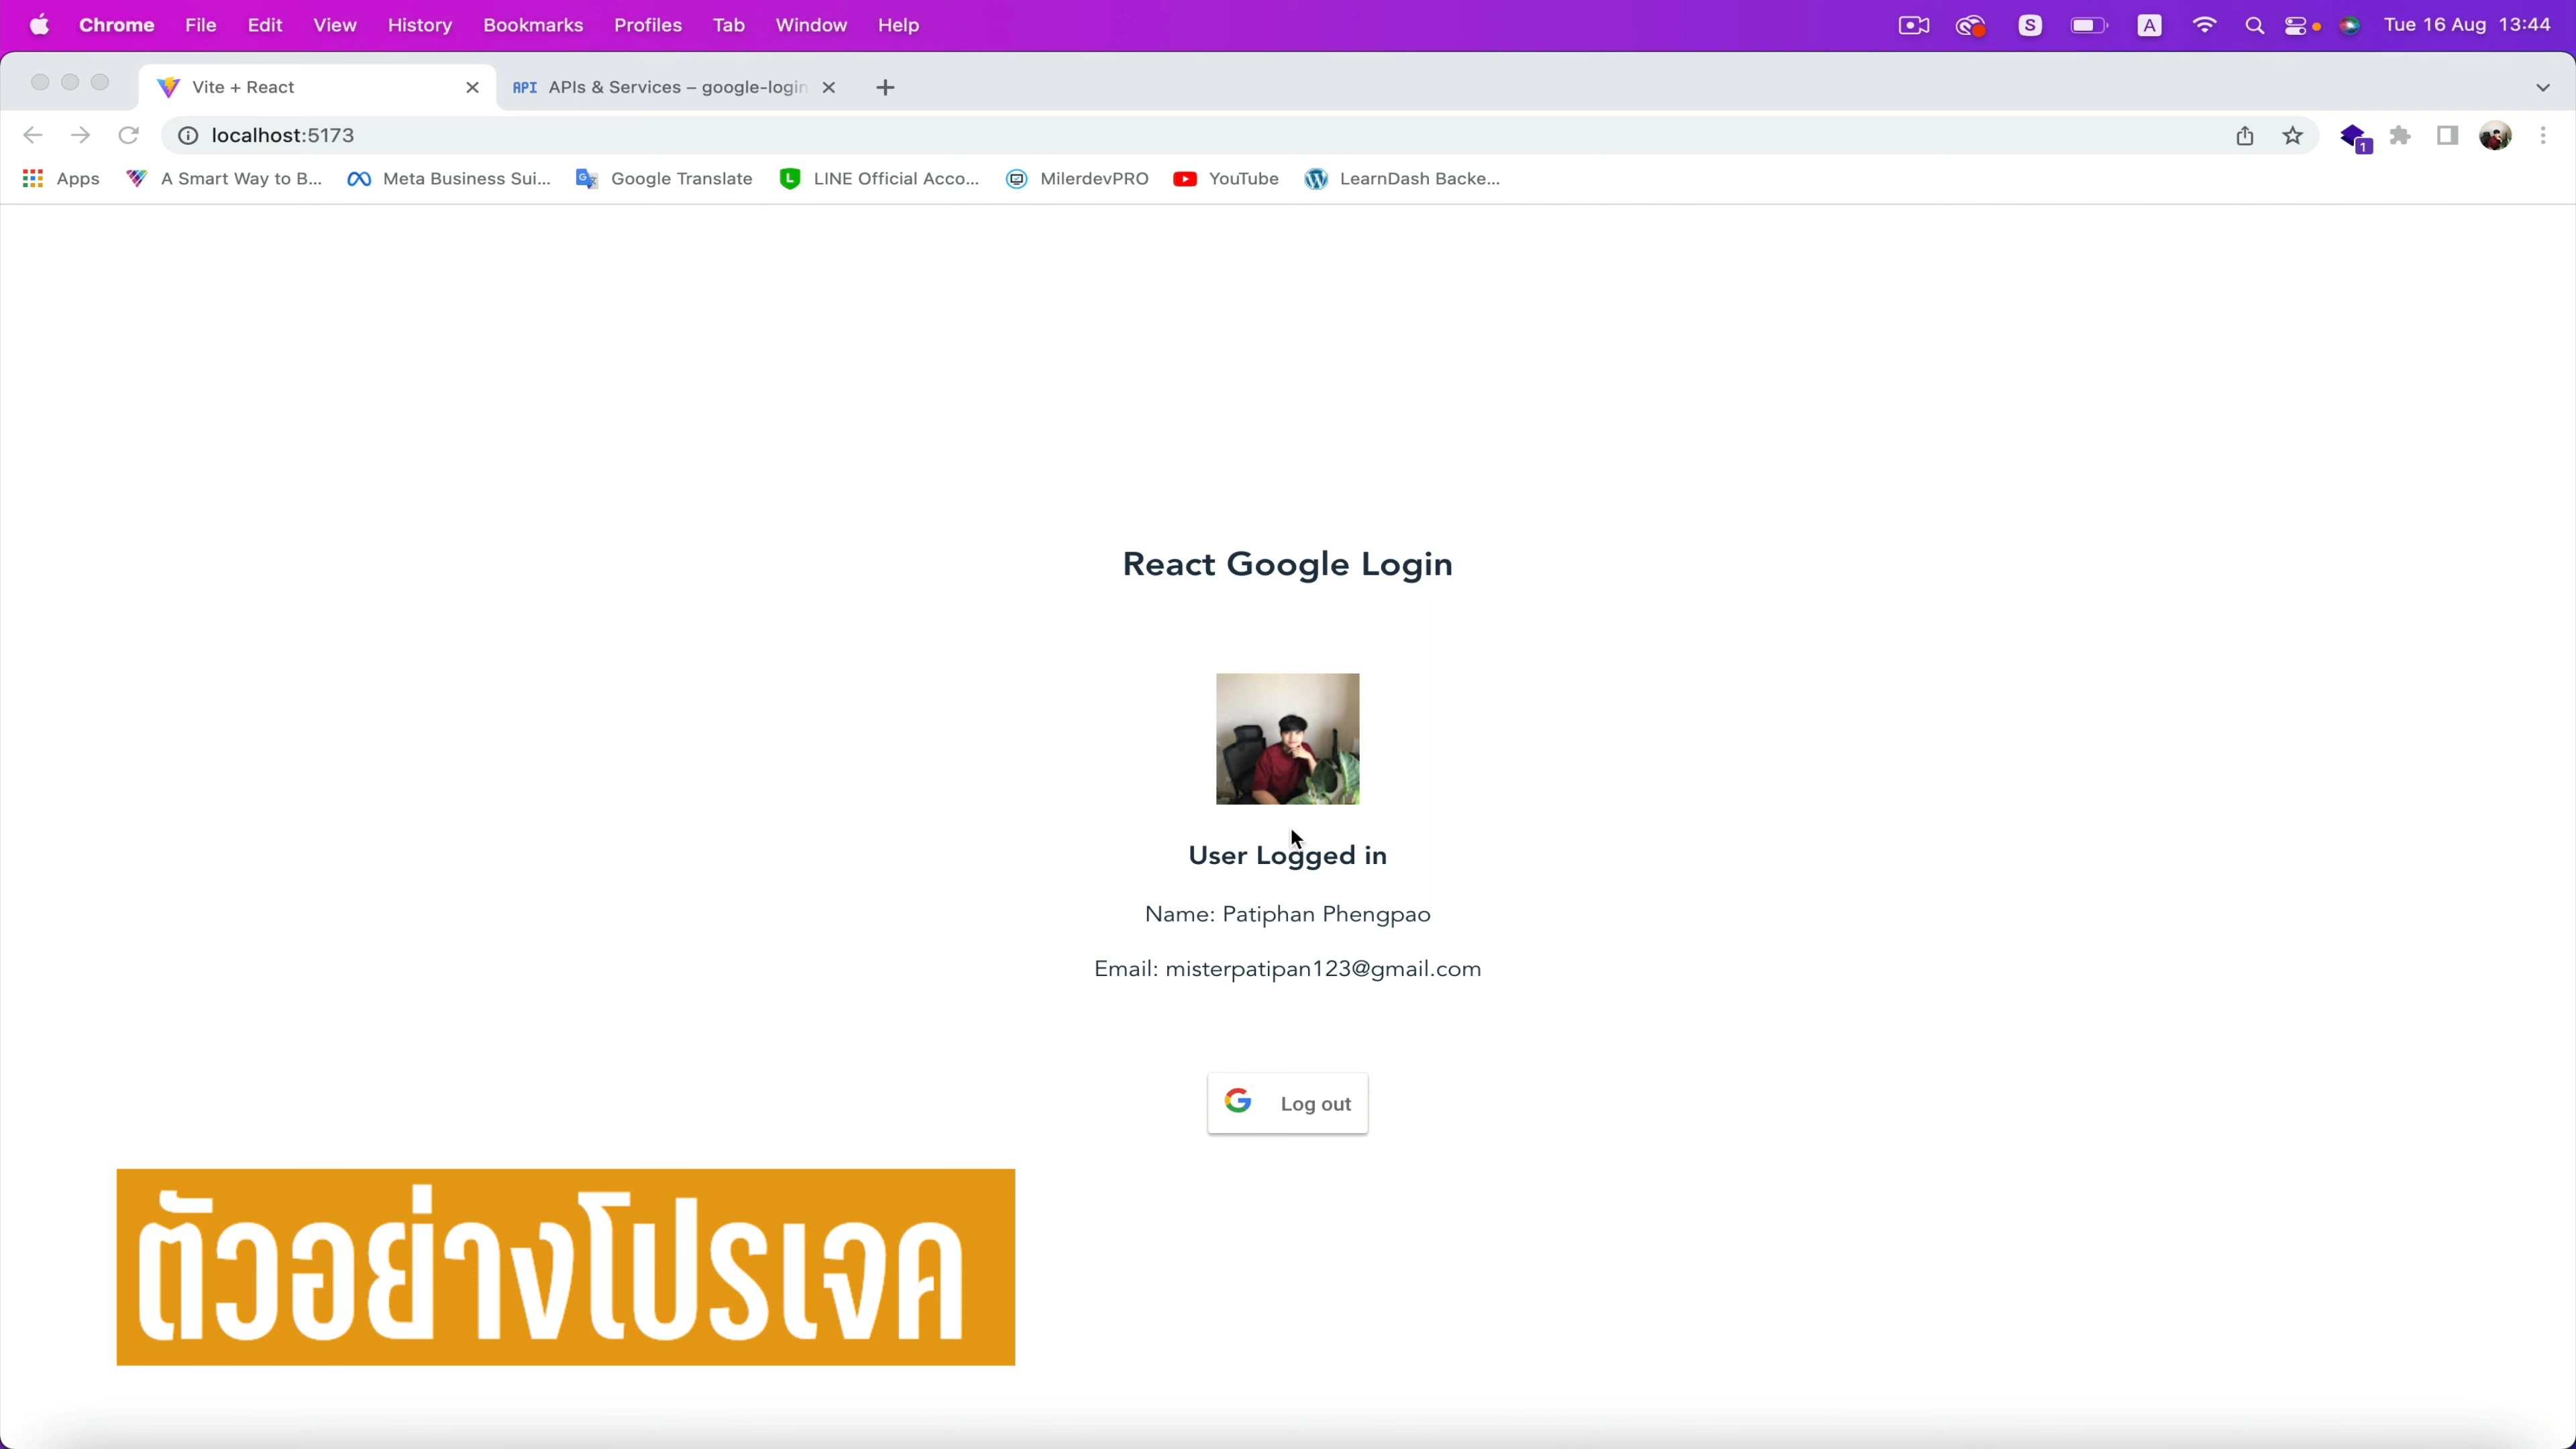 Chrome File Edit View History Bookmarks Profiles Tab Window Help S A Tue 16 Aug 13:44
Vite + React API APIs & Services – google-login
localhost:5173 1
Apps A Smart Way to B... Meta Business Sui... Google Translate LINE Official Acco... MilerdevPRO YouTube LearnDash Backe...
React Google Login
User Logged in
Name: Patiphan Phengpao
Email: misterpatipan123@gmail.com
Log out
ตัวอย่างโปรเจค